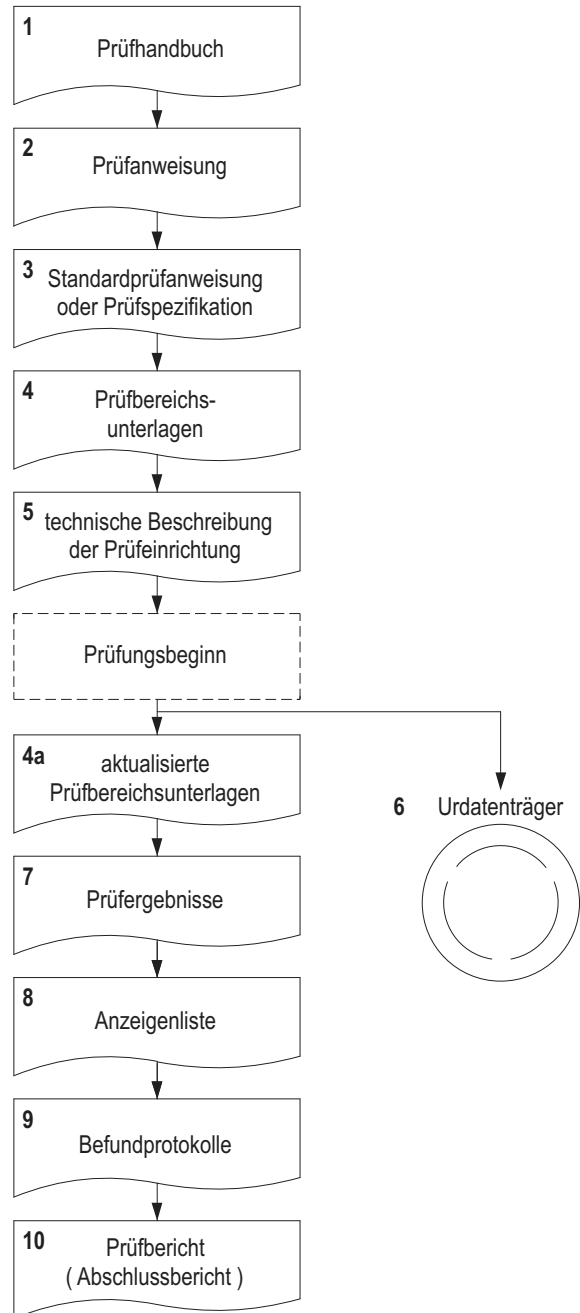 1
Prüfhandbuch
2
Prüfanweisung
3 Standardprüfanweisung
oder Prüfspezifikation
4
Prüfbereichs-
unterlagen
5 technische Beschreibung
der Prüfeinrichtung
Prüfungsbeginn
4a aktualisierte
Prüfbereichsunterlagen
6 Urdatenträger
7
Prüfergebnisse
8
Anzeigenliste
9
Befundprotokolle
10 Prüfbericht
( Abschlussbericht )